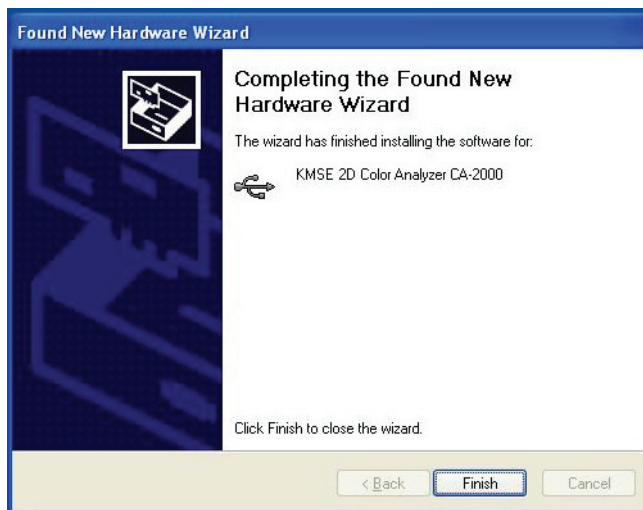 Found New Hardware Wizard
Completing the Found New
Hardware Wizard
The wizard has finished installing the software for:
KMSE 2D Color Analyzer CA-2000
Click Finish to close the wizard.
< Back
Finish
Cancel